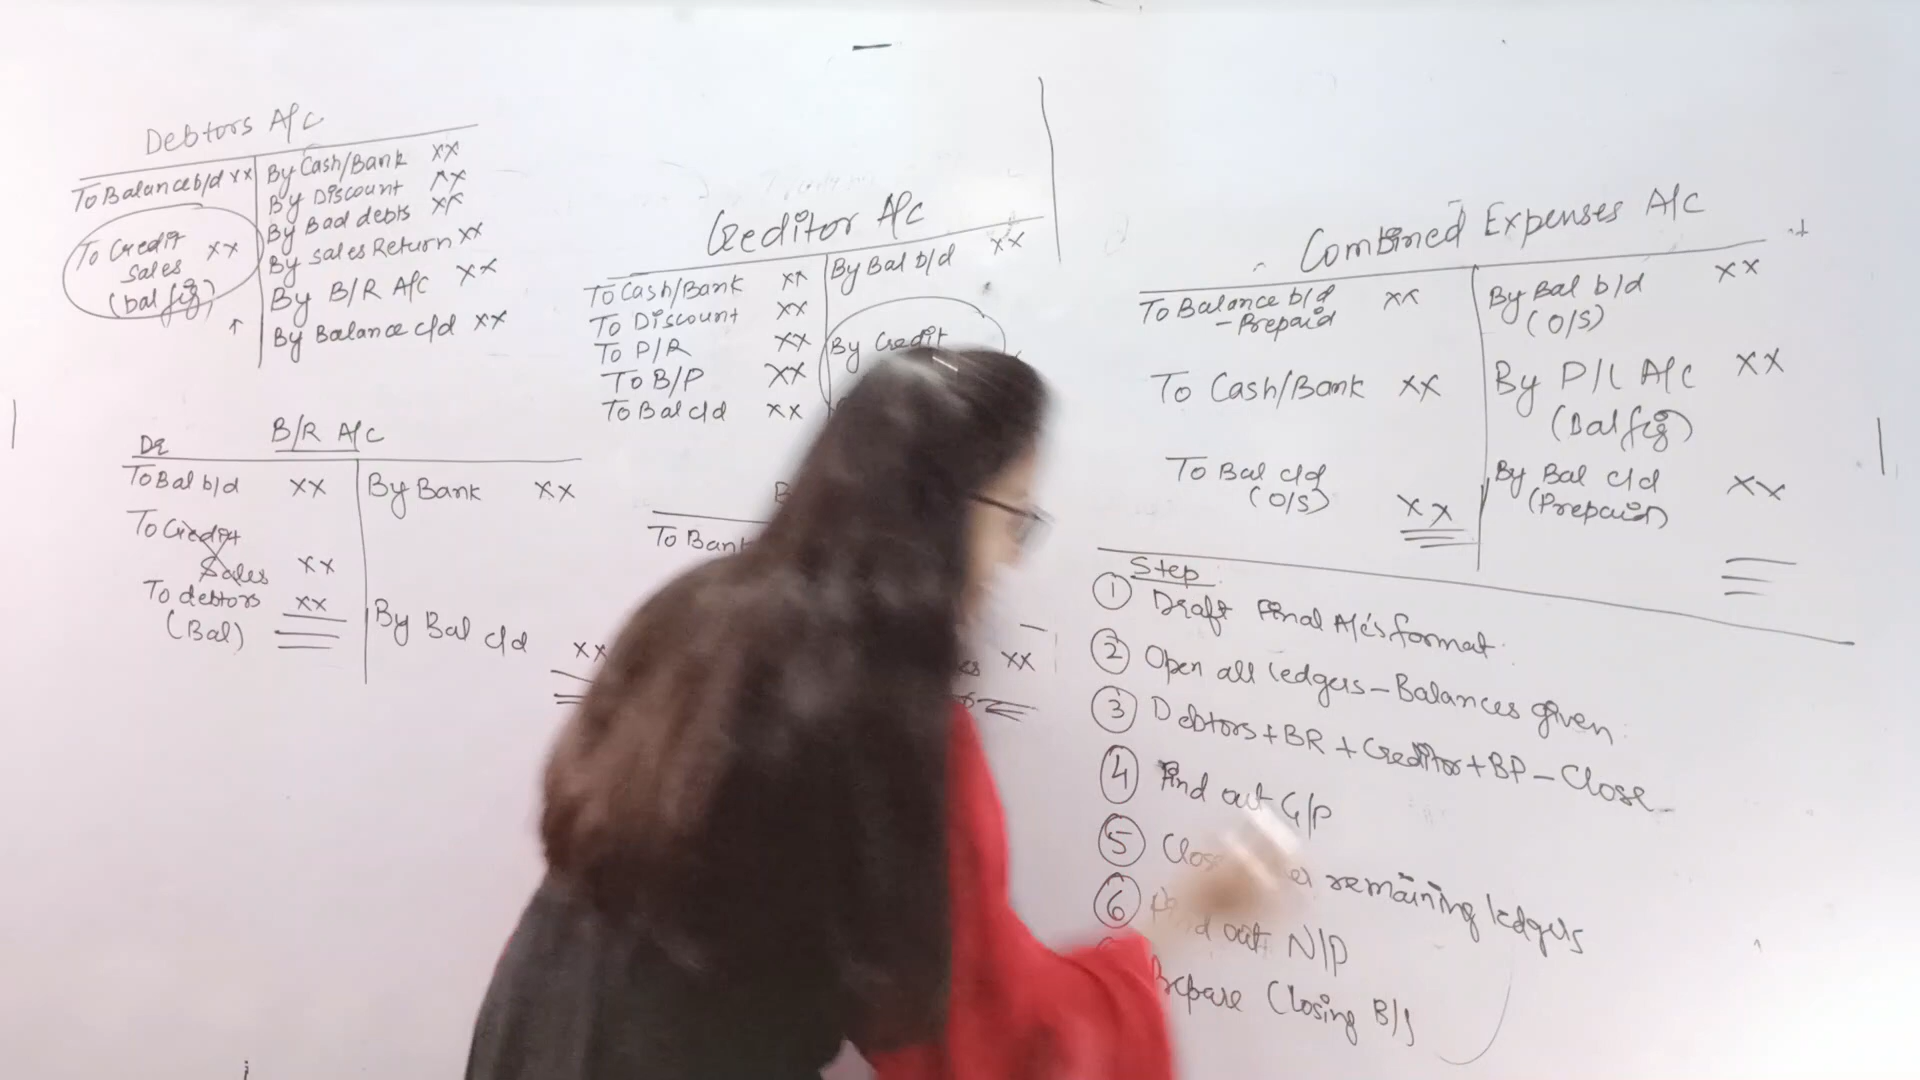 Debtors A/c
To Balance b/d xx
To Credit xx
Sales
(bal fig)
By Cash/Bank xx
By Discount xx
By Bad debts xx
By Sales Return xx
By B/R A/c xx
By Balance c/d xx
B/R A/c
Dr
To Bal b/d xx
To Credit
Sales xx
To debtors xx
(Bal)
By Bank xx
By Bal c/d xx
Creditor A/c
To Cash/Bank xx
To Discount xx
To P/R xx
To B/P xx
To Bal c/d xx
By Bal b/d xx
By Credit
To Bank
xx
Combined Expenses A/c
To Balance b/d xx
- Prepaid
To Cash/Bank xx
To Bal c/d
(O/S) xx
By Bal b/d xx
(O/S)
By P/L A/c xx
(Bal fig)
By Bal c/d xx
(Prepaid)
Step
1 Draft Final A/c's format
2 Open all ledgers - Balances given
3 Debtors + BR + Creditor + BP - Close
4 Find out G/P
5 remaining ledgers
6 out N/P
Prepare Closing B/S